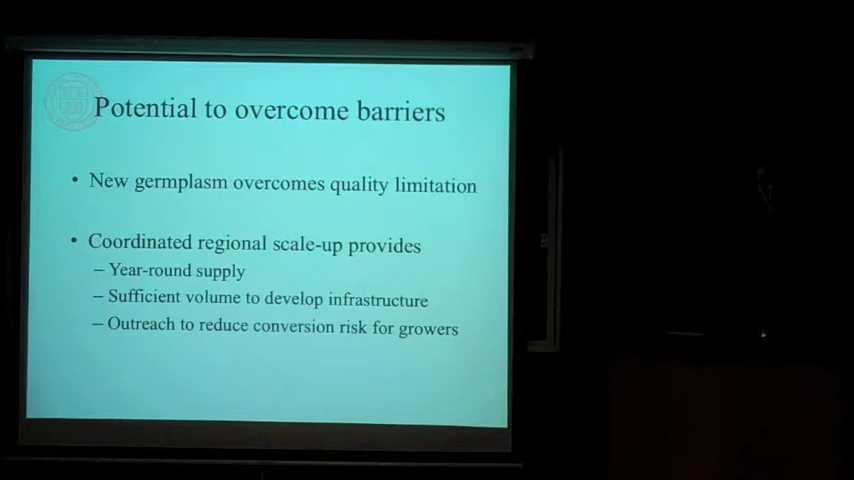 Potential to overcome barriers
• New germplasm overcomes quality limitation
• Coordinated regional scale-up provides
– Year-round supply
– Sufficient volume to develop infrastructure
– Outreach to reduce conversion risk for growers